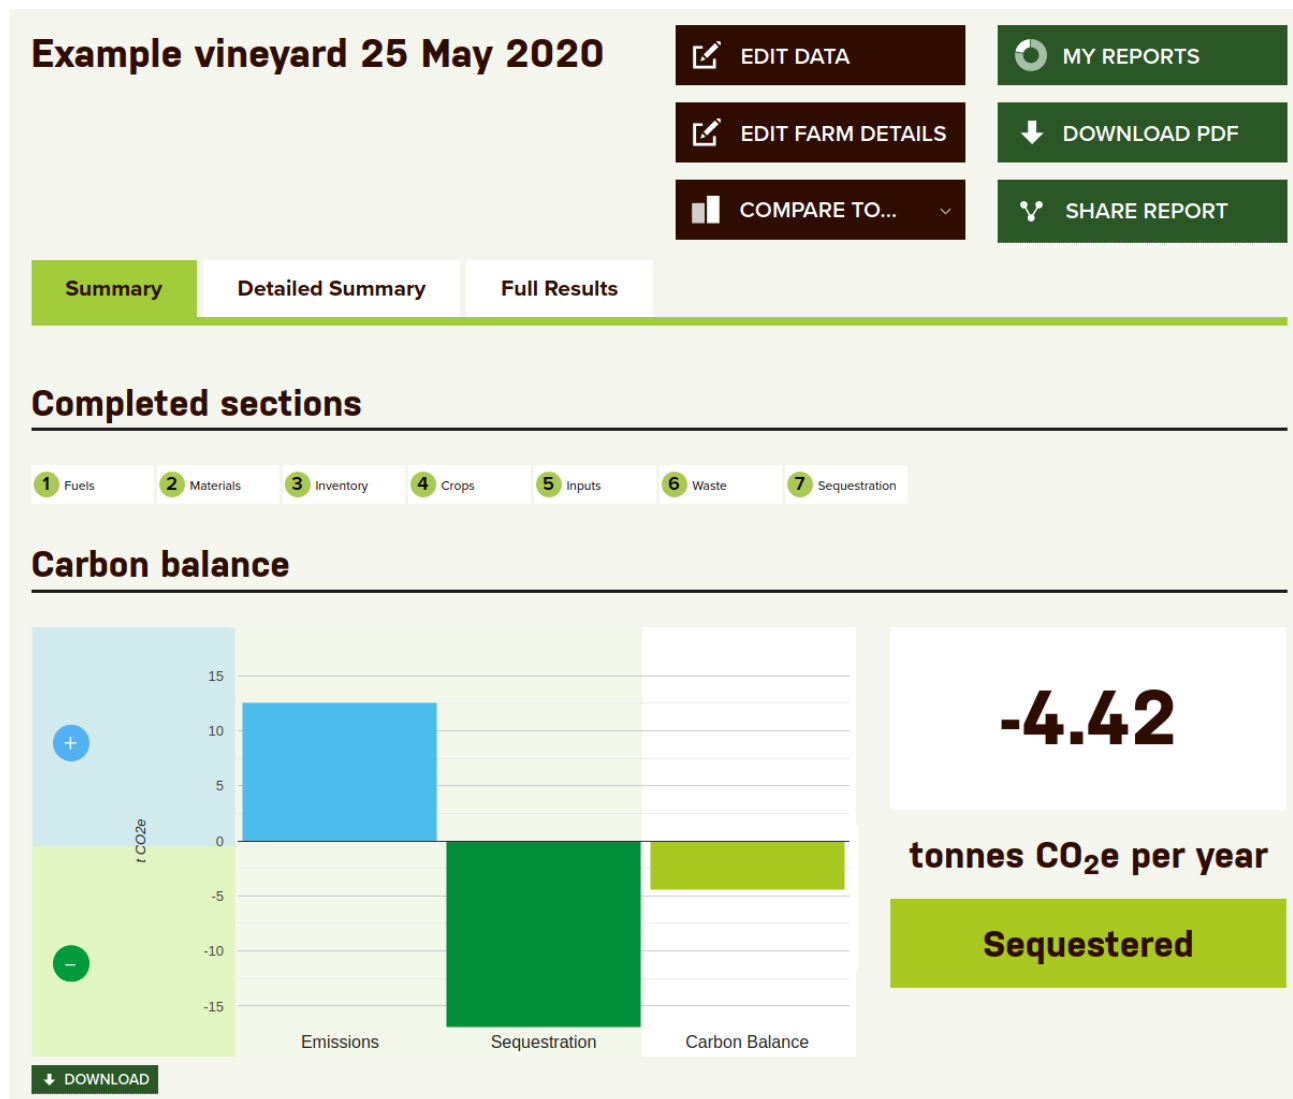 Example vineyard 25 May 2020
EDIT DATA
MY REPORTS
EDIT FARM DETAILS
DOWNLOAD PDF
COMPARE TO...
SHARE REPORT
Summary
Detailed Summary
Full Results
Completed sections
1 Fuels
2 Materials
3 Inventory
4 Crops
5 Inputs
6 Waste
7 Sequestration
Carbon balance
15
10
5
0
-5
-10
-15
+
−
t CO2e
Emissions
Sequestration
Carbon Balance
-4.42
tonnes CO₂e per year
Sequestered
DOWNLOAD